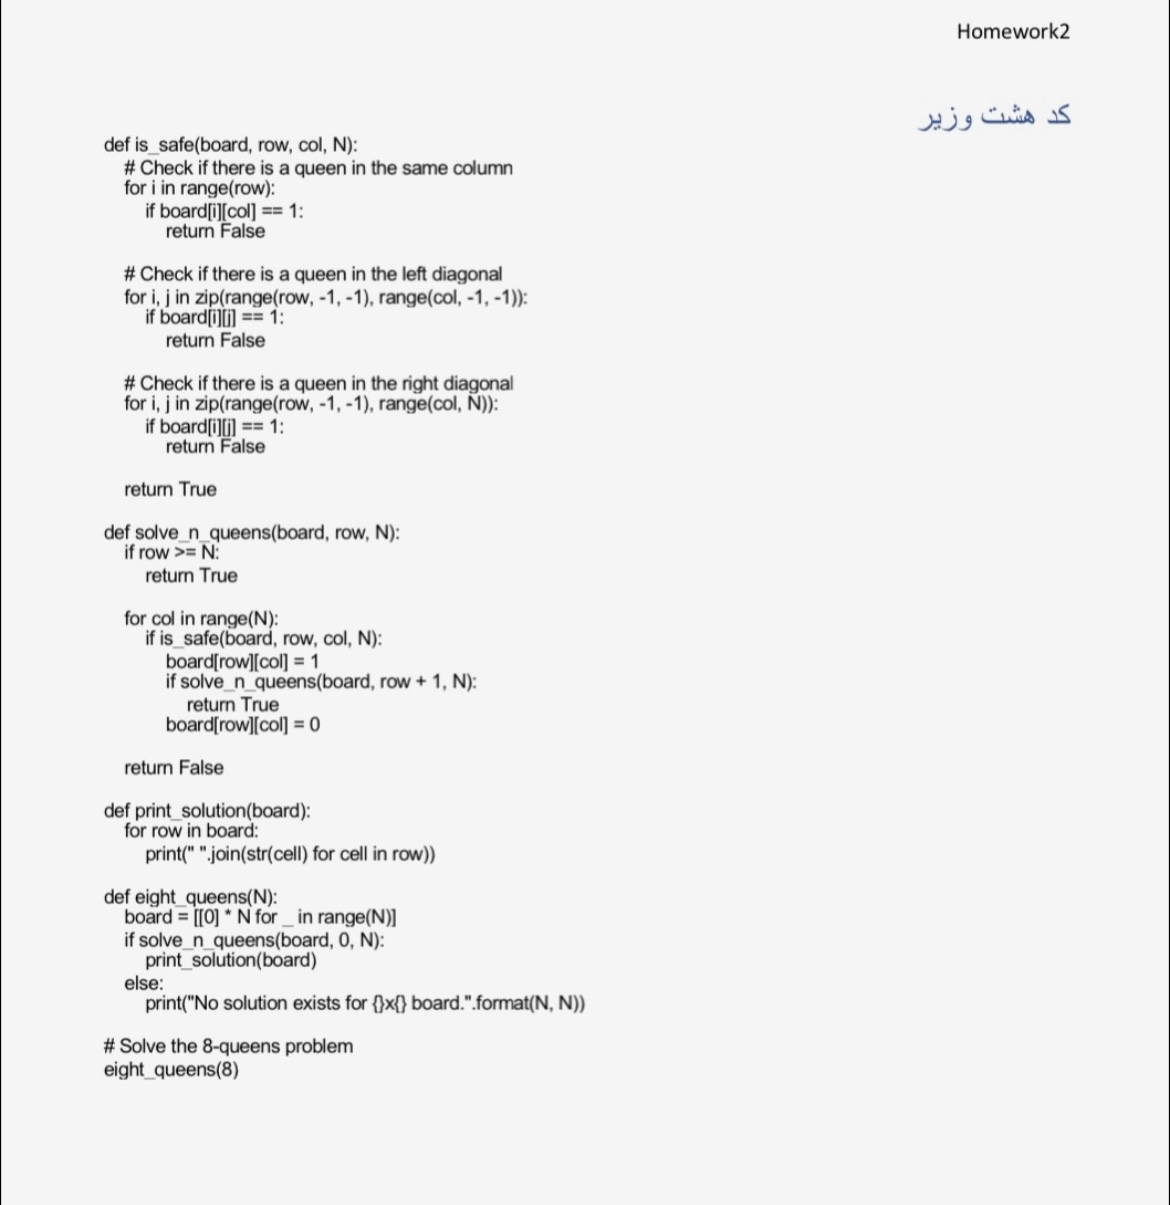 Homework2
کد هشت وزیر
def is_safe(board, row, col, N):
# Check if there is a queen in the same column
for i in range(row):
if board[i][col] == 1:
return False
# Check if there is a queen in the left diagonal
for i, j in zip(range(row, -1, -1), range(col, -1, -1)):
if board[i][j] == 1:
return False
# Check if there is a queen in the right diagonal
for i, j in zip(range(row, -1, -1), range(col, N)):
if board[i][j] == 1:
return False
return True
def solve_n_queens(board, row, N):
if row >= N:
return True
for col in range(N):
if is_safe(board, row, col, N):
board[row][col] = 1
if solve_n_queens(board, row + 1, N):
return True
board[row][col] = 0
return False
def print_solution(board):
for row in board:
print(" ".join(str(cell) for cell in row))
def eight_queens(N):
board = [[0] * N for _ in range(N)]
if solve_n_queens(board, 0, N):
print_solution(board)
else:
print("No solution exists for {}x{} board.".format(N, N))
# Solve the 8-queens problem
eight_queens(8)